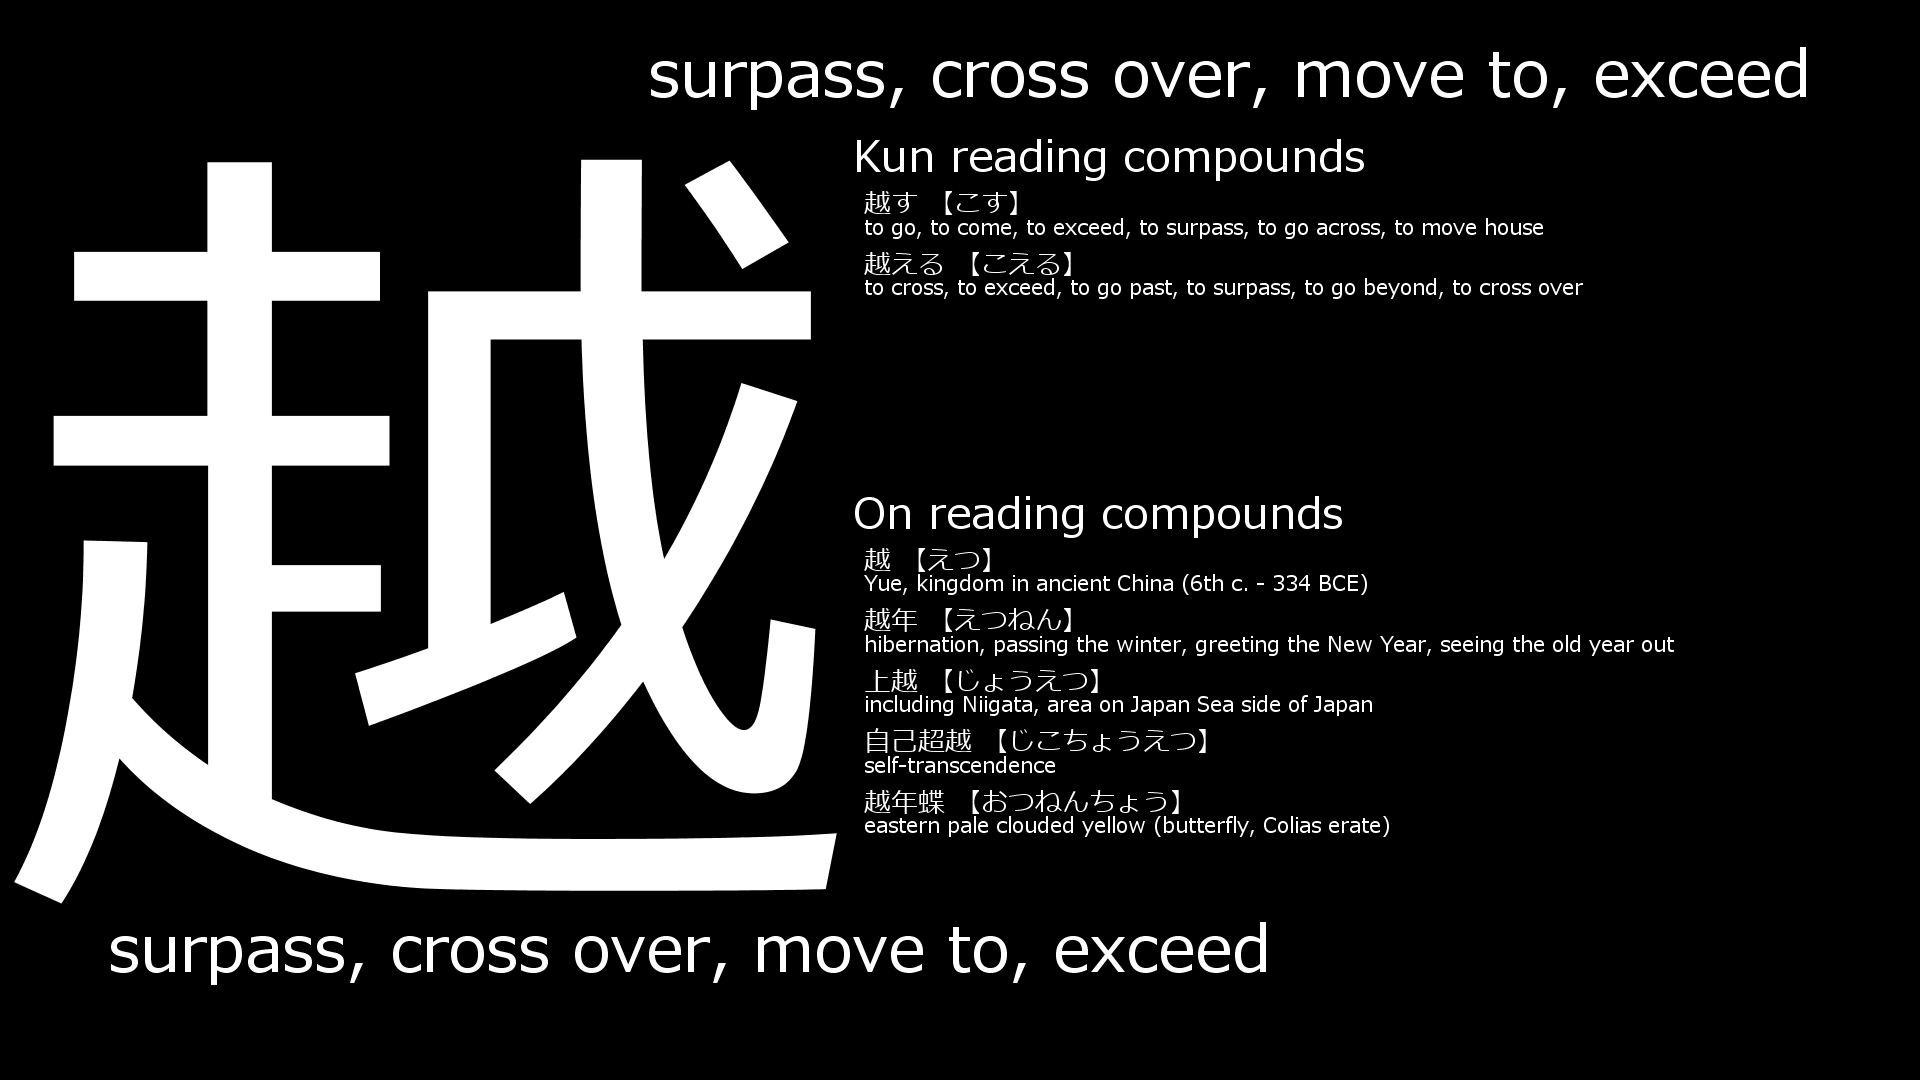 surpass, cross over, move to, exceed
越
Kun reading compounds
越す 【こす】
to go, to come, to exceed, to surpass, to go across, to move house
越える 【こえる】
to cross, to exceed, to go past, to surpass, to go beyond, to cross over
On reading compounds
越 【えつ】
Yue, kingdom in ancient China (6th c. - 334 BCE)
越年 【えつねん】
hibernation, passing the winter, greeting the New Year, seeing the old year out
上越 【じょうえつ】
including Niigata, area on Japan Sea side of Japan
自己超越 【じこちょうえつ】
self-transcendence
越年蝶 【おつねんちょう】
eastern pale clouded yellow (butterfly, Colias erate)
surpass, cross over, move to, exceed